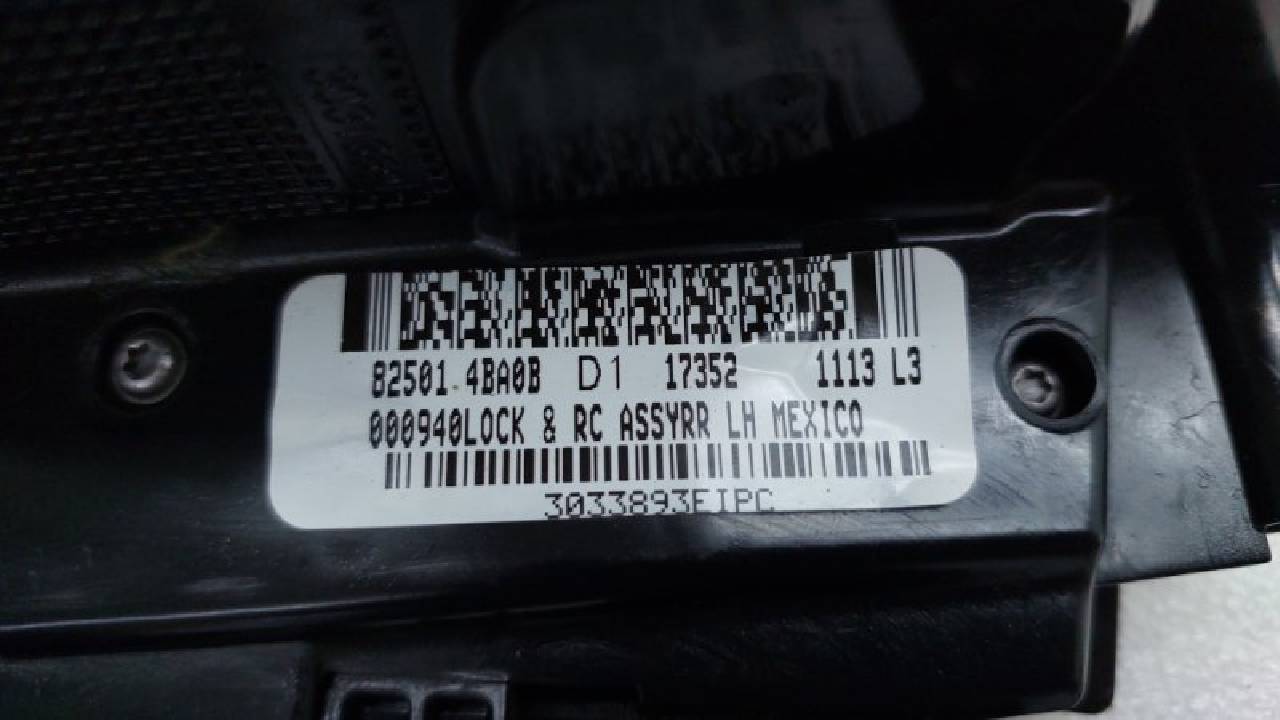 82501 4BA0B D1 17352 1113 L3
000940LOCK & RC ASSYRR LH MEXICO
3033893EIPC